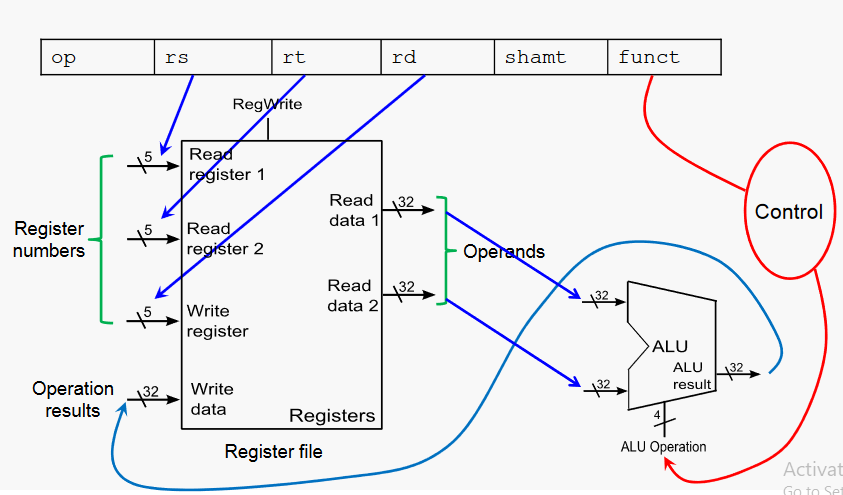 op rs rt rd shamt funct
RegWrite
5
Read
register 1
Read
data 1
32
Register
numbers
5
Read
register 2
Operands
Control
Read
data 2
32
32
5
Write
register
ALU
ALU
result
32
Operation
results
32
Write
data
32
Registers
4
Register file
ALU Operation
Activat
Go to Set